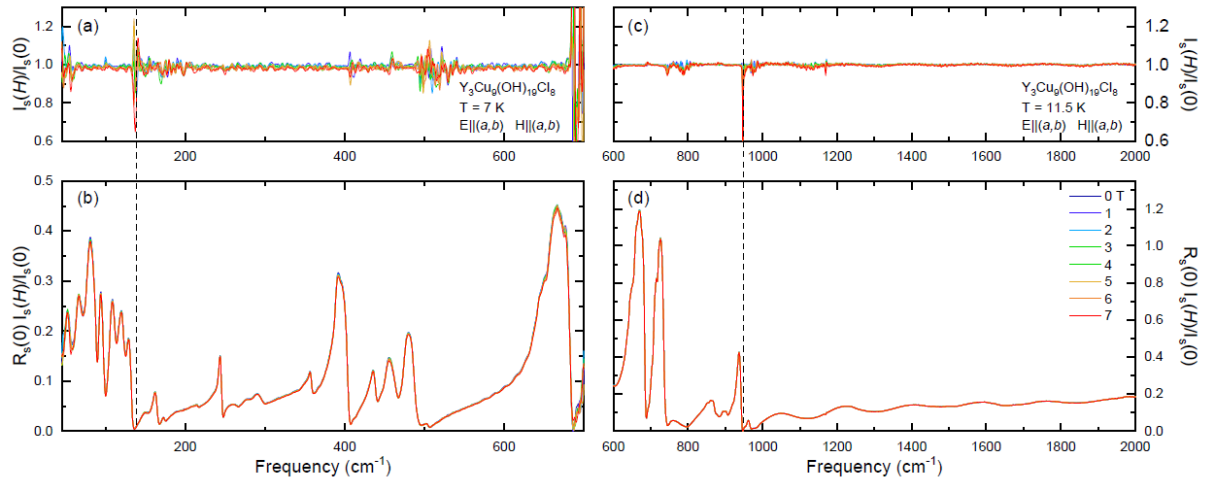 (a)
I_s(H)/I_s(0)
1.2
1.0
0.8
0.6
Y₃Cu₉(OH)₁₉Cl₈
T = 7 K
E||(a,b) H||(a,b)
200
400
600
(c)
I_s(H)/I_s(0)
1.2
1.0
0.8
0.6
Y₃Cu₉(OH)₁₉Cl₈
T = 11.5 K
E||(a,b) H||(a,b)
600
800
1000
1200
1400
1600
1800
2000
(b)
R_s(0) I_s(H)/I_s(0)
0.5
0.4
0.3
0.2
0.1
0.0
200
400
600
Frequency (cm⁻¹)
(d)
0 T
1
2
3
4
5
6
7
R_s(0) I_s(H)/I_s(0)
1.2
1.0
0.8
0.6
0.4
0.2
0.0
600
800
1000
1200
1400
1600
1800
2000
Frequency (cm⁻¹)